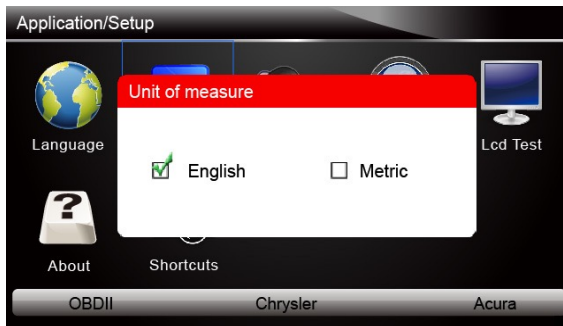 Application/Setup
Unit of measure
Language
Lcd Test
English
Metric
?
About
Shortcuts
OBDII
Chrysler
Acura